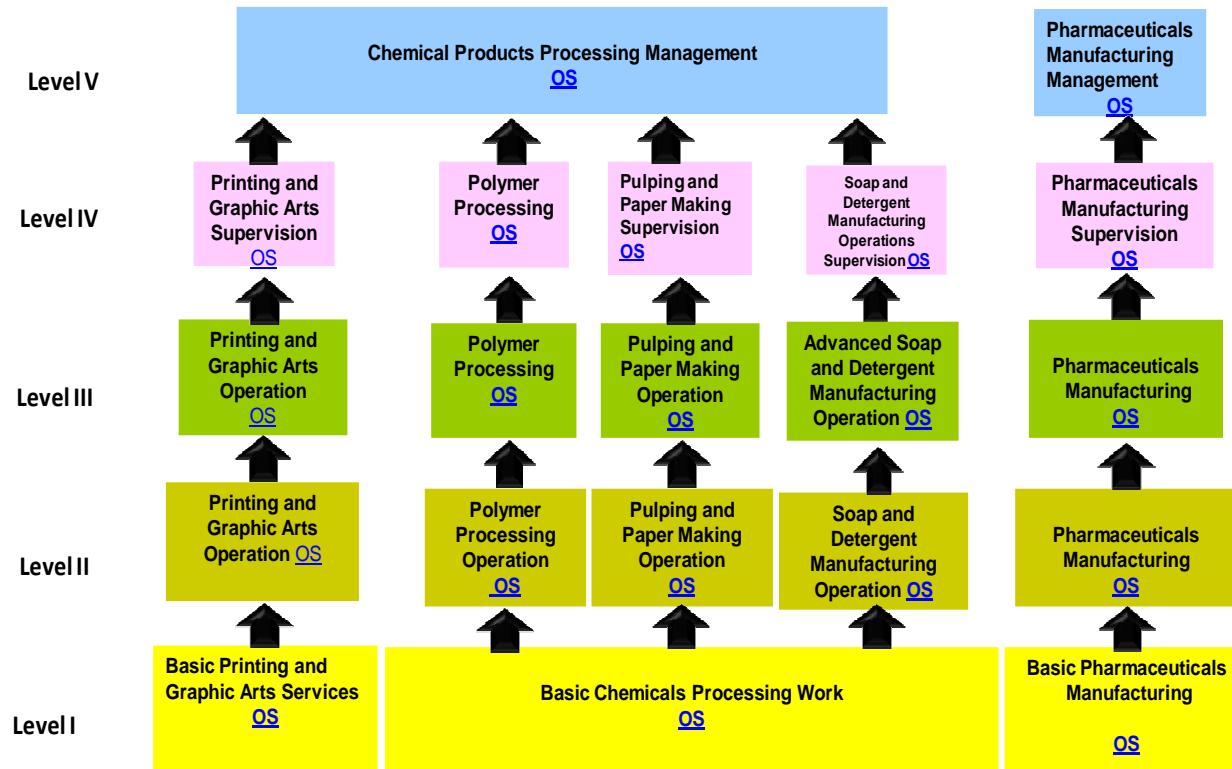 Level V
Chemical Products Processing Management
OS
Pharmaceuticals
Manufacturing
Management
OS
Level IV
Printing and
Graphic Arts
Supervision
OS
Polymer
Processing
OS
Pulping and
Paper Making
Supervision
OS
Soap and
Detergent
Manufacturing
Operations
Supervision OS
Pharmaceuticals
Manufacturing
Supervision
OS
Level III
Printing and
Graphic Arts
Operation
OS
Polymer
Processing
OS
Pulping and
Paper Making
Operation
OS
Advanced Soap
and Detergent
Manufacturing
Operation OS
Pharmaceuticals
Manufacturing
OS
Level II
Printing and
Graphic Arts
Operation OS
Polymer
Processing
Operation
OS
Pulping and
Paper Making
Operation
OS
Soap and
Detergent
Manufacturing
Operation OS
Pharmaceuticals
Manufacturing
OS
Level I
Basic Printing and
Graphic Arts Services
OS
Basic Chemicals Processing Work
OS
Basic Pharmaceuticals
Manufacturing
OS